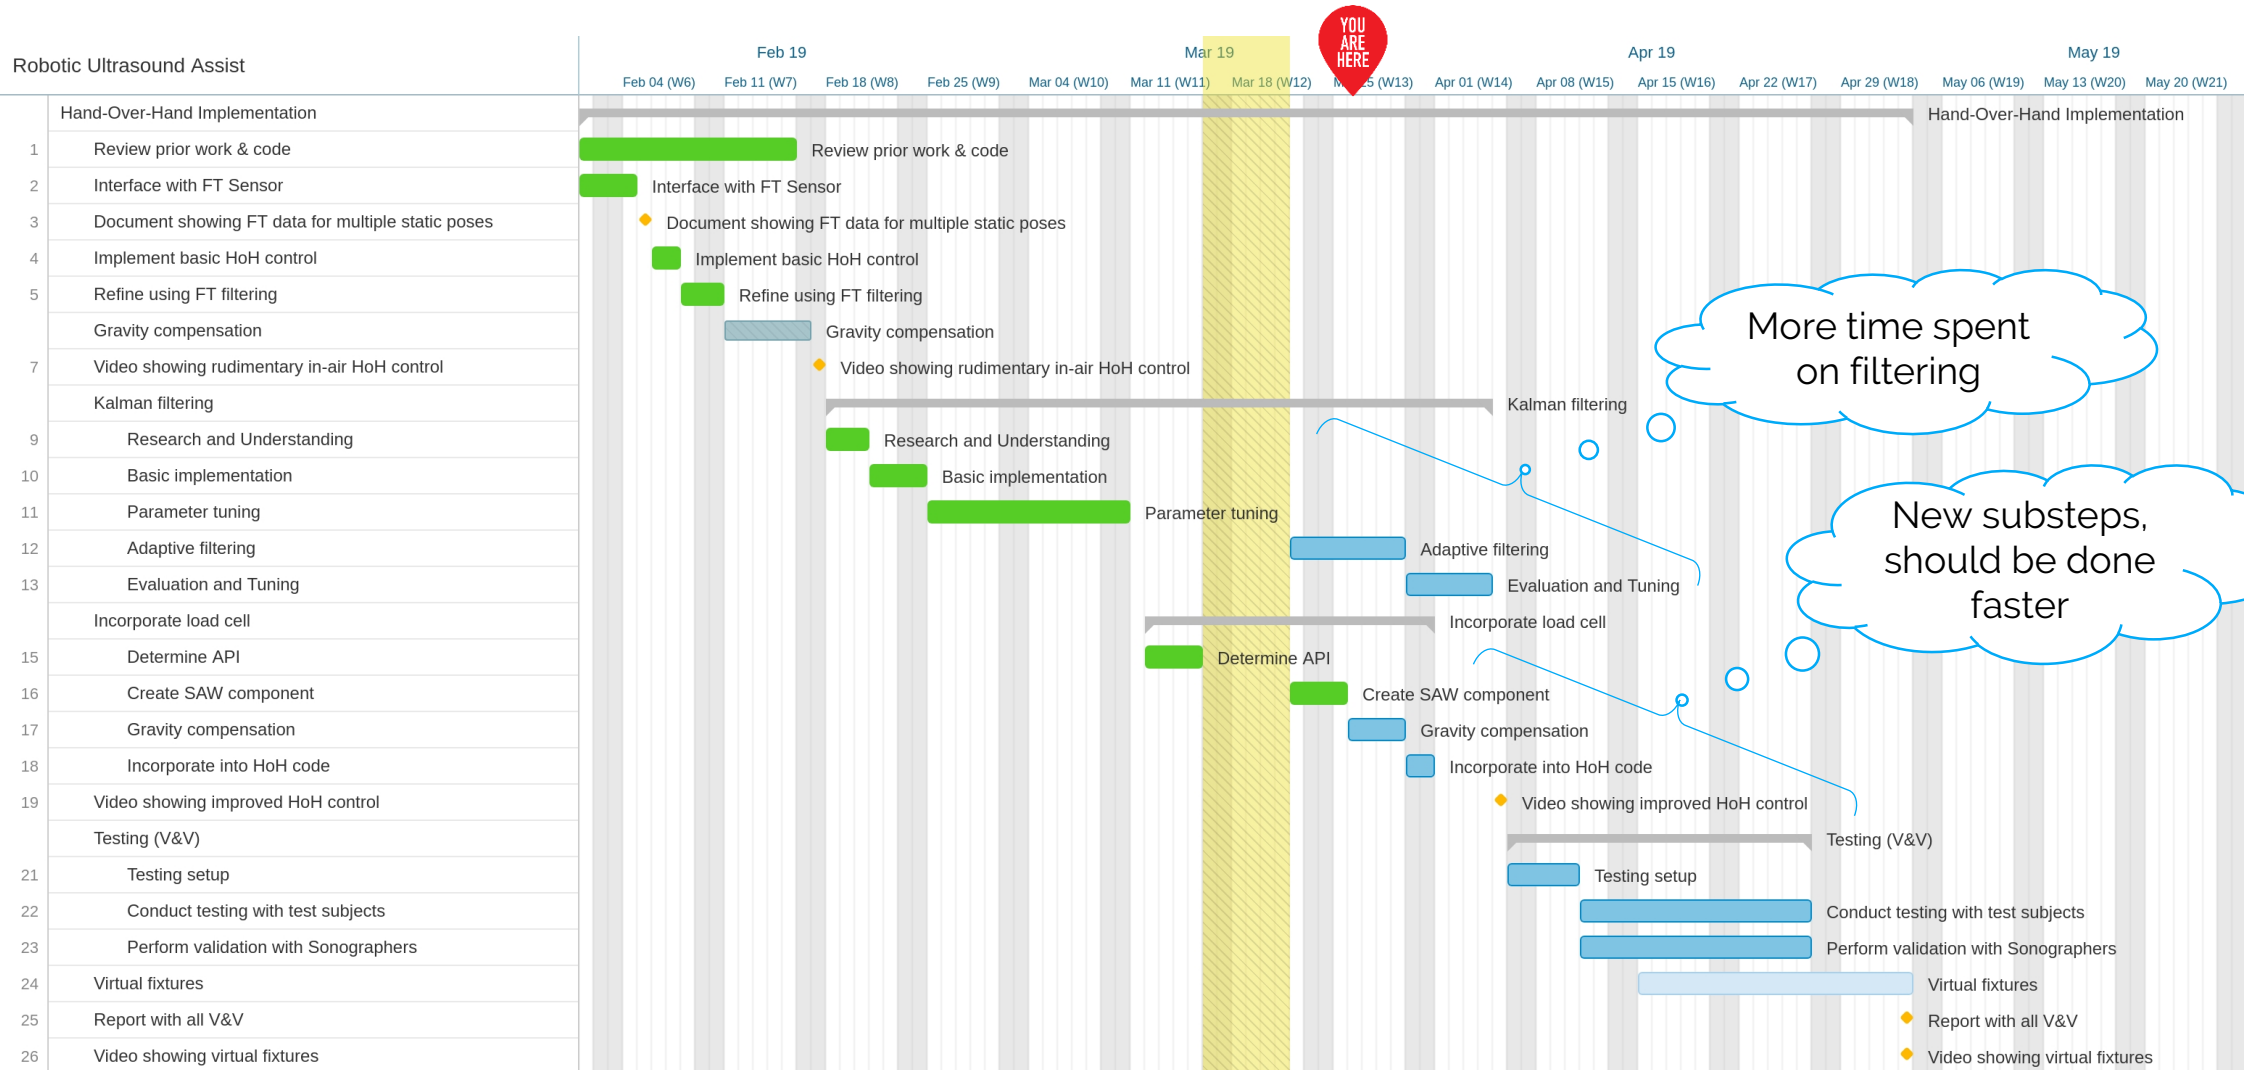 YOU
ARE
HERE
Robotic Ultrasound Assist
Feb 19
Mar 19
Apr 19
May 19
Feb 04 (W6)
Feb 11 (W7)
Feb 18 (W8)
Feb 25 (W9)
Mar 04 (W10)
Mar 11 (W11)
Mar 18 (W12)
(W13)
Apr 01 (W14)
Apr 08 (W15)
Apr 15 (W16)
Apr 22 (W17)
Apr 29 (W18)
May 06 (W19)
May 13 (W20)
May 20 (W21)
Hand-Over-Hand Implementation
Hand-Over-Hand Implementation
1 Review prior work & code
Review prior work & code
2 Interface with FT Sensor
Interface with FT Sensor
3 Document showing FT data for multiple static poses
Document showing FT data for multiple static poses
4 Implement basic HoH control
Implement basic HoH control
5 Refine using FT filtering
Refine using FT filtering
Gravity compensation
Gravity compensation
7 Video showing rudimentary in-air HoH control
Video showing rudimentary in-air HoH control
Kalman filtering
Kalman filtering
9 Research and Understanding
Research and Understanding
10 Basic implementation
Basic implementation
11 Parameter tuning
Parameter tuning
12 Adaptive filtering
Adaptive filtering
13 Evaluation and Tuning
Evaluation and Tuning
Incorporate load cell
Incorporate load cell
15 Determine API
Determine API
16 Create SAW component
Create SAW component
17 Gravity compensation
Gravity compensation
18 Incorporate into HoH code
Incorporate into HoH code
19 Video showing improved HoH control
Video showing improved HoH control
Testing (V&V)
Testing (V&V)
21 Testing setup
Testing setup
22 Conduct testing with test subjects
Conduct testing with test subjects
23 Perform validation with Sonographers
Perform validation with Sonographers
24 Virtual fixtures
Virtual fixtures
25 Report with all V&V
Report with all V&V
26 Video showing virtual fixtures
Video showing virtual fixtures
More time spent
on filtering
New substeps,
should be done
faster